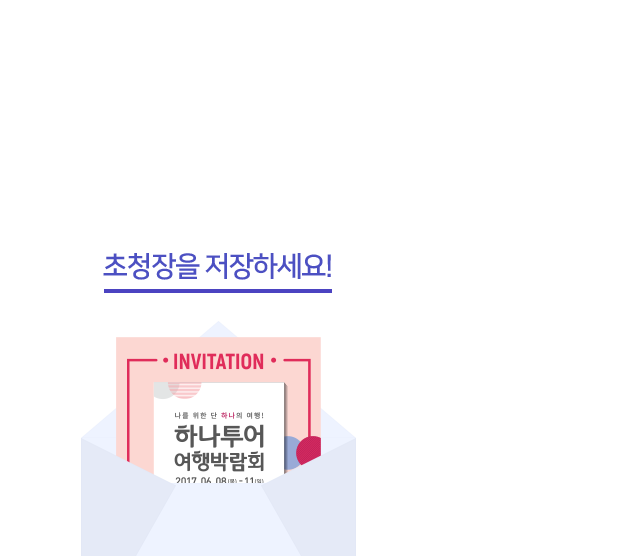 초청장을 저장하세요!
• INVITATION •
나를 위한 단 하나의 여행!
하나투어
여행박람회
2017. 06. 08(목) ~ 11(일)